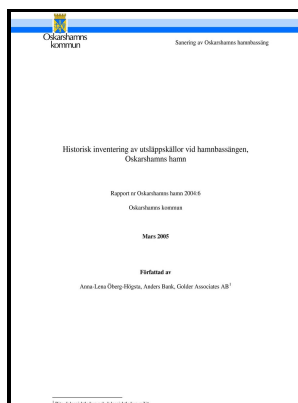 Oskarshamns
kommun
Sanering av Oskarshamns hamnbassäng
Historisk inventering av utsläppskällor vid hamnbassängen,
Oskarshamns hamn
Rapport nr Oskarshamns hamn 2004:6
Oskarshamns kommun
Mars 2005
Författad av
Anna-Lena Öberg-Högsta, Anders Bank, Golder Associates AB